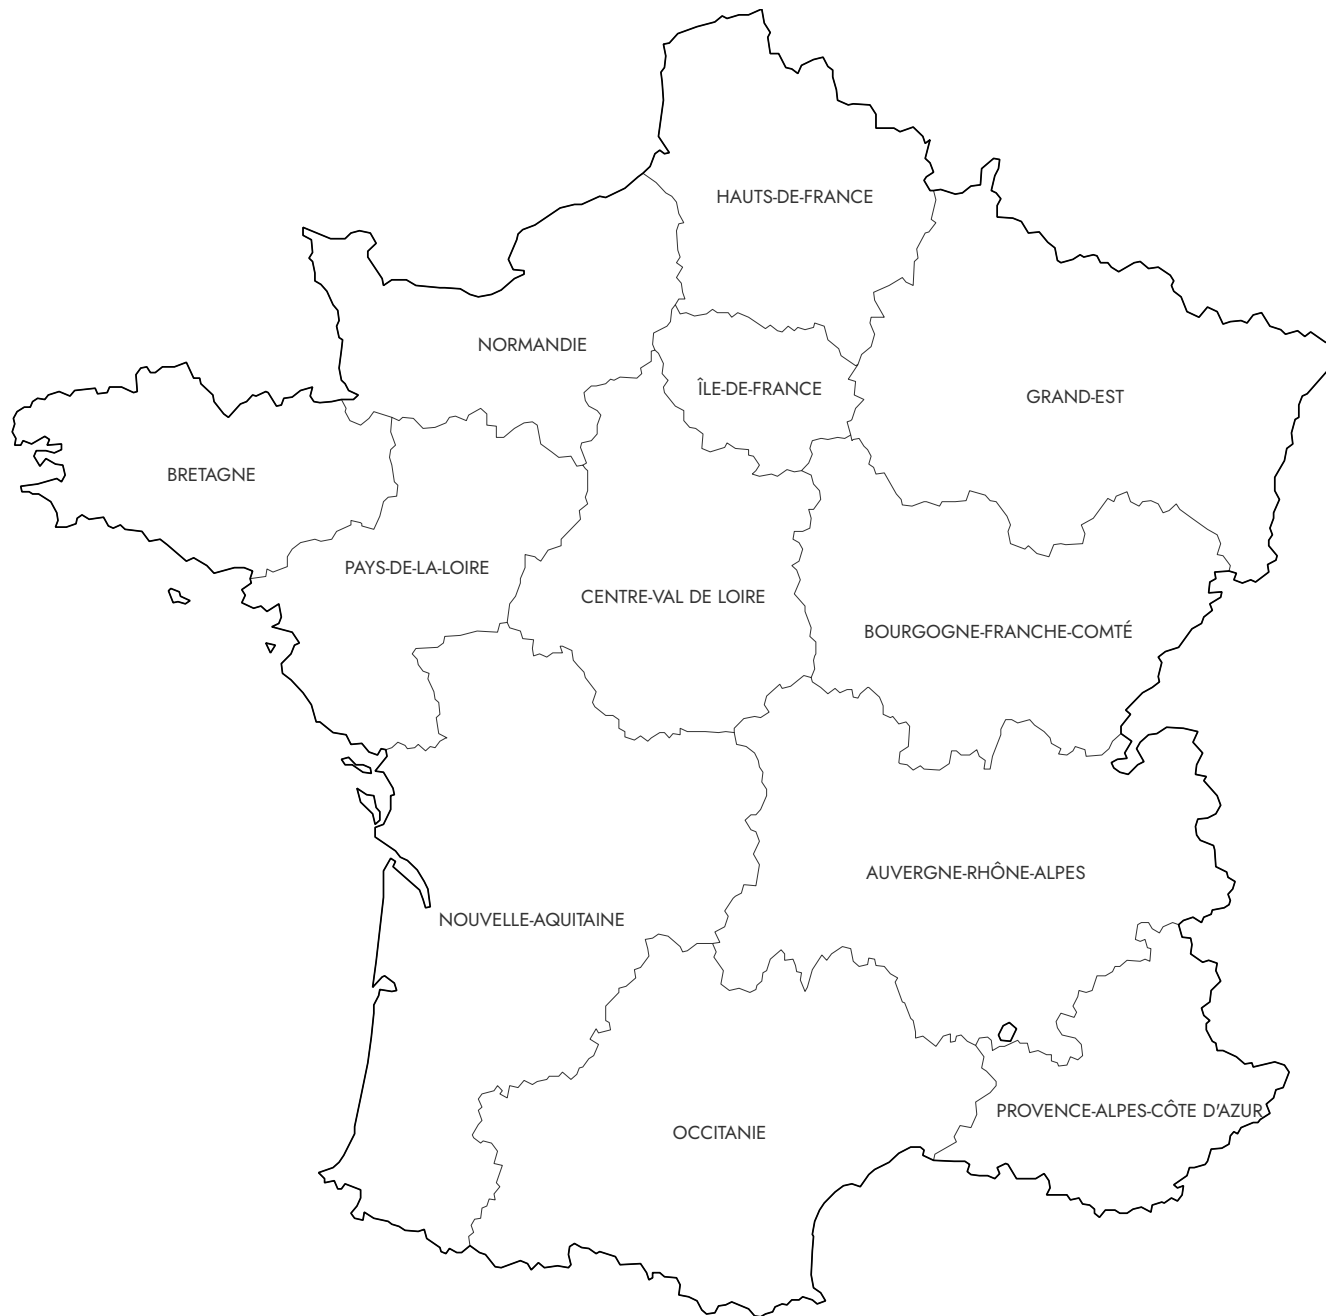 HAUTS-DE-FRANCE
NORMANDIE
ÎLE-DE-FRANCE
GRAND-EST
BRETAGNE
PAYS-DE-LA-LOIRE
CENTRE-VAL DE LOIRE
BOURGOGNE-FRANCHE-COMTÉ
AUVERGNE-RHÔNE-ALPES
NOUVELLE-AQUITAINE
PROVENCE-ALPES-CÔTE D'AZUR
OCCITANIE